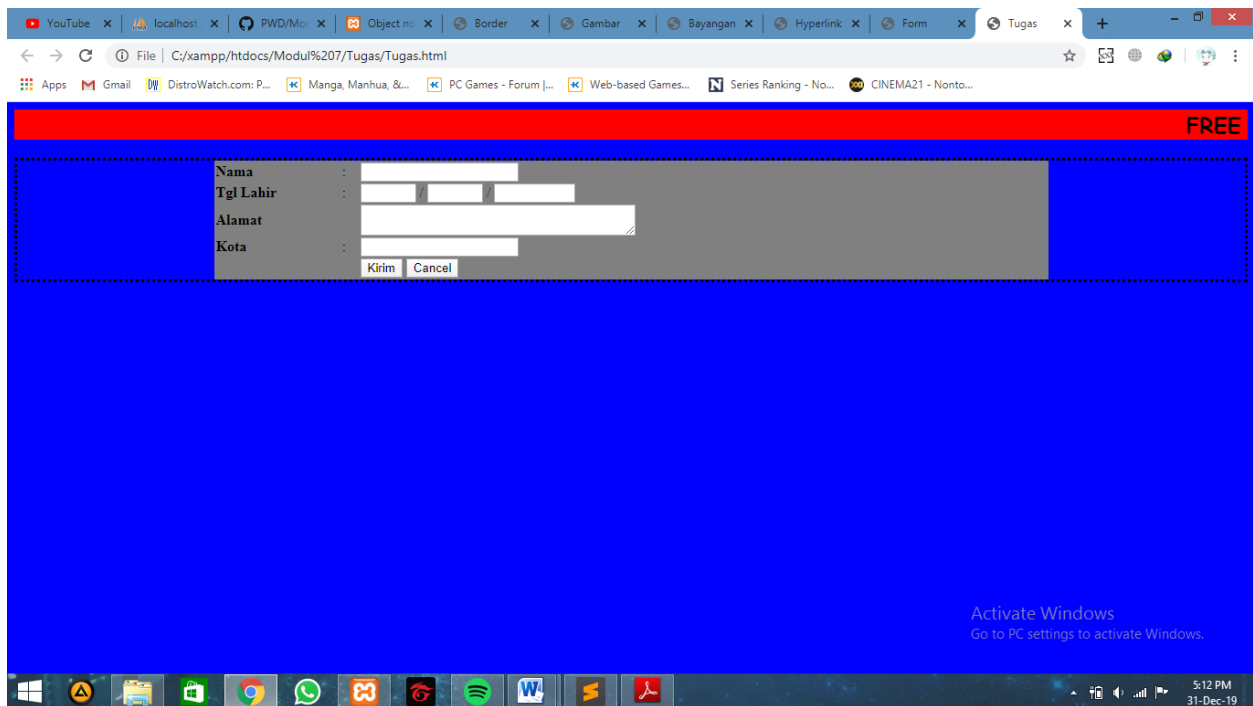 YouTube localhost PWD/Mo Object no Border Gambar Bayangan Hyperlink Form Tugas
File C:/xampp/htdocs/Modul%207/Tugas/Tugas.html
Apps Gmail DistroWatch.com: P... Manga, Manhua, &... PC Games - Forum |... Web-based Games... Series Ranking - No... CINEMA21 - Nonto...
FREE
Nama :
Tgl Lahir : / /
Alamat
Kota :
Kirim Cancel
Activate Windows
Go to PC settings to activate Windows.
5:12 PM
31-Dec-19